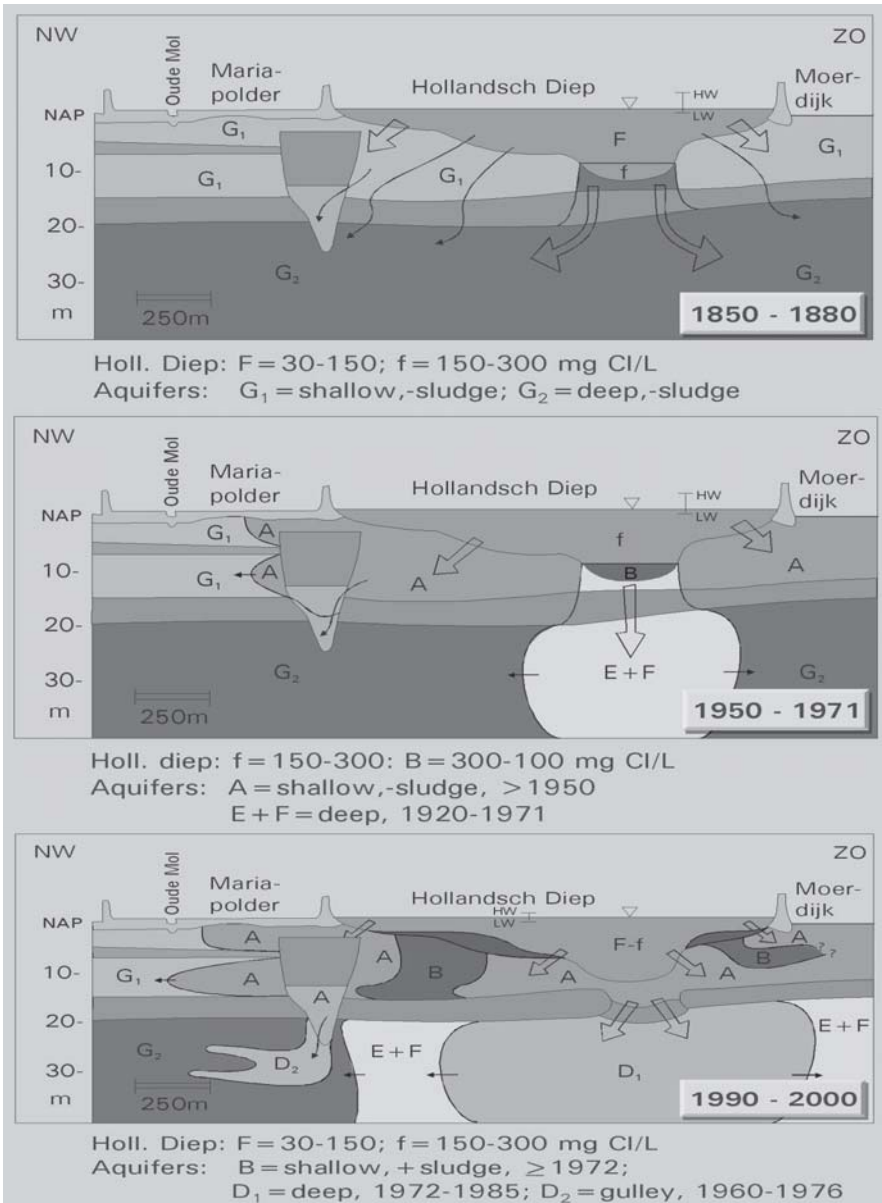 NW ZO
Oude Mol
Maria-
polder
Hollandsch Diep
HW
LW
Moer-
dijk
NAP
G₁
F
G₁
G₁
G₁
f
10-
20-
G₂
G₂
30-
m
250m
1850 - 1880
Holl. Diep: F=30-150; f=150-300 mg Cl/L
Aquifers: G₁=shallow,-sludge; G₂=deep,-sludge
NW ZO
Oude Mol
Maria-
polder
Hollandsch Diep
HW
LW
Moer-
dijk
NAP
G₁ A
f
A
10-
G₁ A
A
B
20-
G₂
E+F
G₂
30-
m
250m
1950 - 1971
Holl. diep: f=150-300: B=300-100 mg Cl/L
Aquifers: A=shallow,-sludge, >1950
E+F=deep, 1920-1971
NW ZO
Oude Mol
Maria-
polder
Hollandsch Diep
HW
LW
Moer-
dijk
NAP
A
F-f
A
??
A
B
B
10-
G₁ A
A
A
A
20-
G₂
D₂
E+F
D₁
E+F
30-
m
250m
1990 - 2000
Holl. Diep: F=30-150; f=150-300 mg Cl/L
Aquifers: B=shallow, +sludge, ≥1972;
D₁=deep, 1972-1985; D₂=gulley, 1960-1976